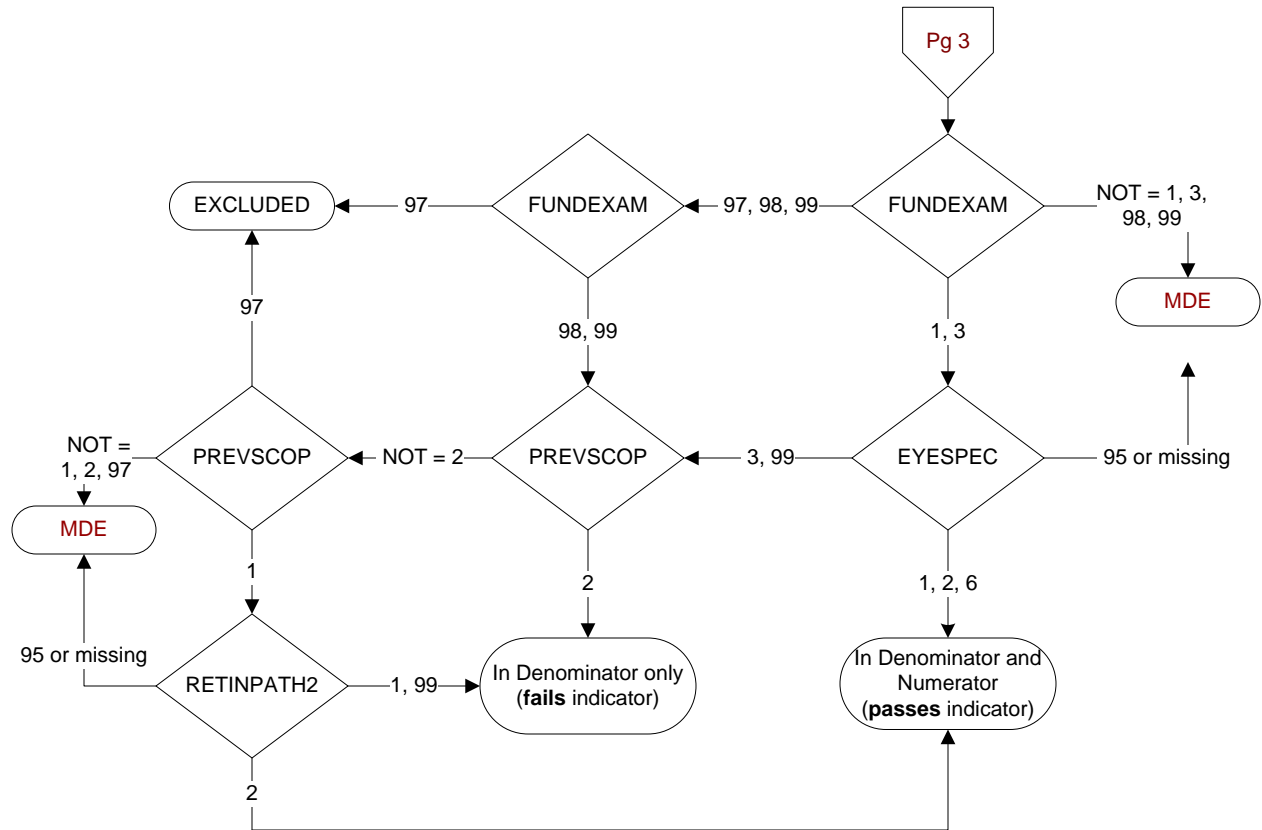 Pg 3
EXCLUDED
97
FUNDEXAM
97, 98, 99
FUNDEXAM
NOT = 1, 3,
98, 99
MDE
97
98, 99
1, 3
NOT =
1, 2, 97
PREVSCOP
NOT = 2
PREVSCOP
3, 99
EYESPEC
95 or missing
MDE
1
2
1, 2, 6
95 or missing
RETINPATH2
1, 99
In Denominator only
(fails indicator)
In Denominator and
Numerator
(passes indicator)
2